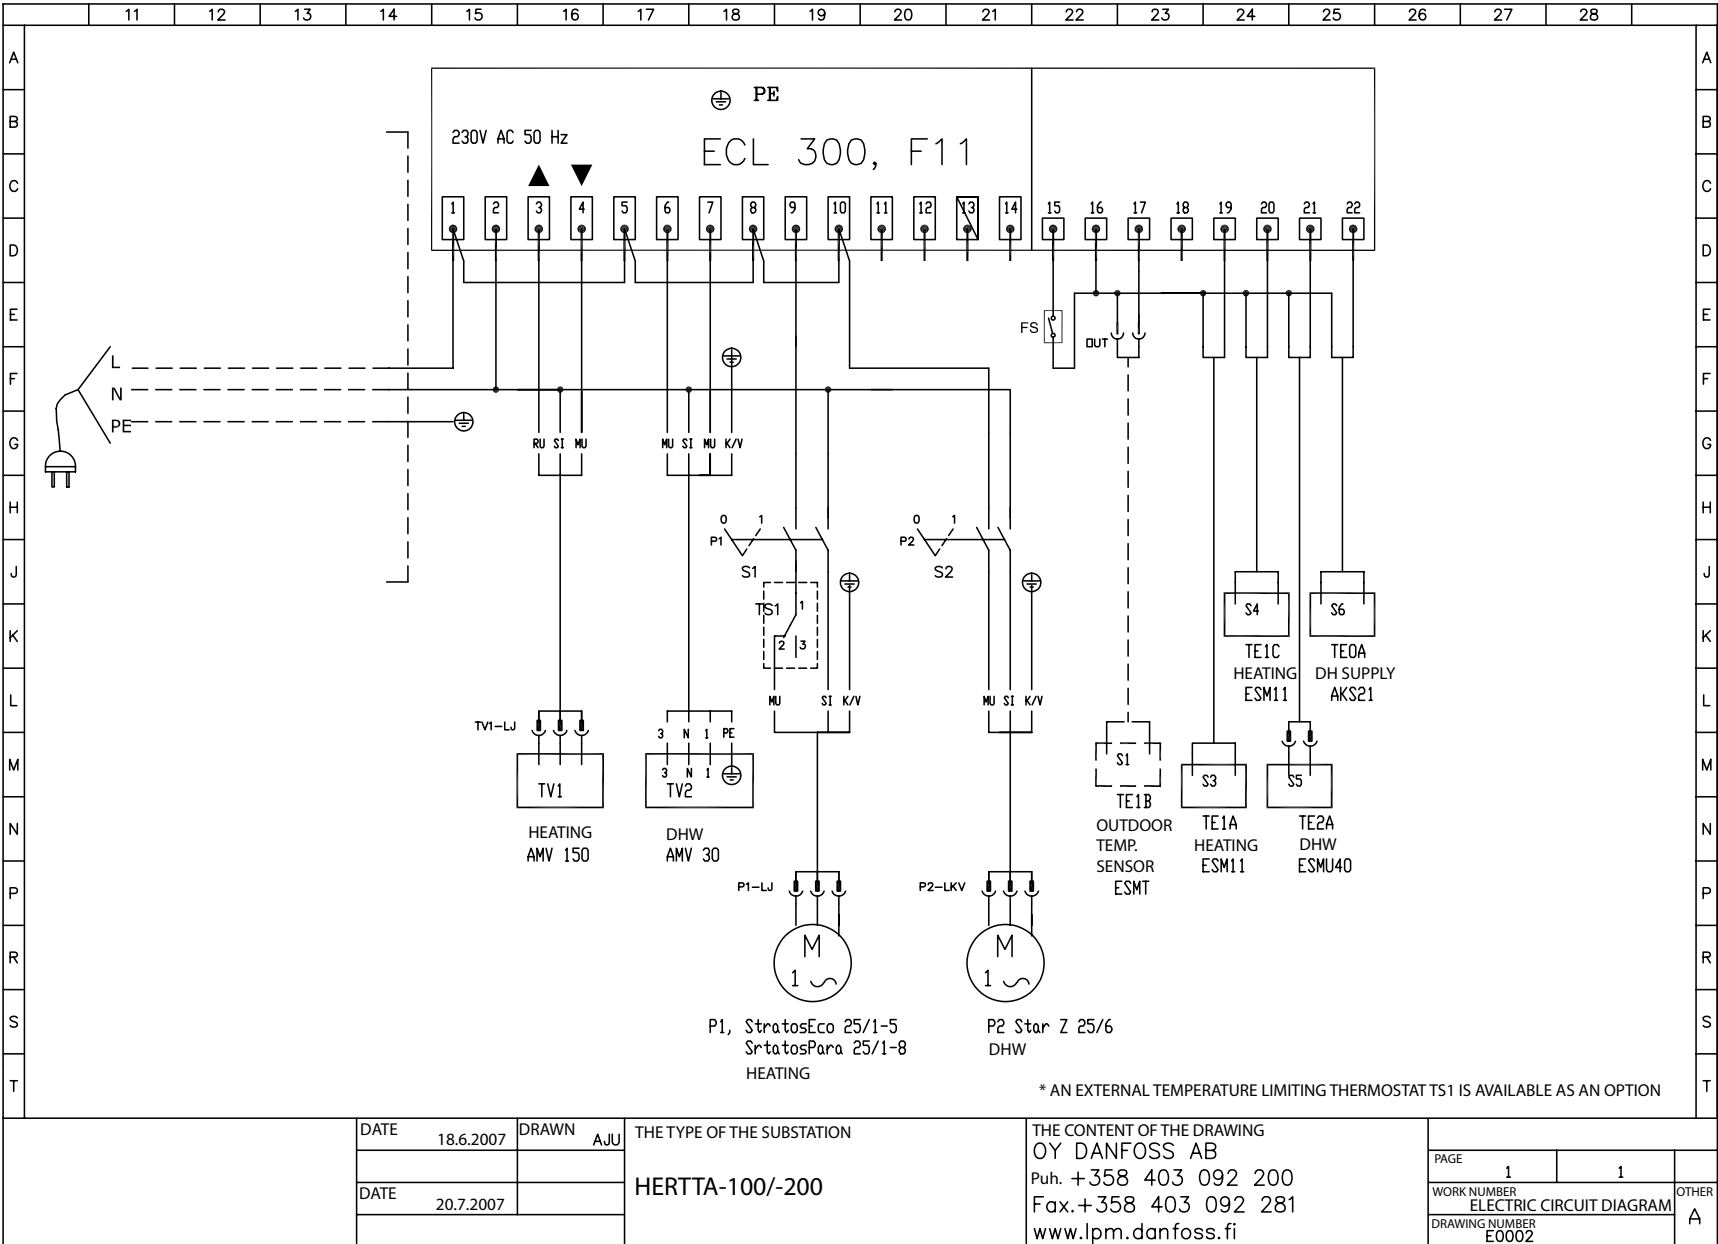 11 12 13 14 15 16 17 18 19 20 21 22 23 24 25 26 27 28
A A
B B
C C
D D
E E
F F
G G
H H
J J
K K
L L
M M
N N
P P
R R
S S
T T
PE
230V AC 50 Hz
ECL 300, F11
1 2 3 4 5 6 7 8 9 10 11 12 13 14 15 16 17 18 19 20 21 22
FS
OUT
L
N
PE
RU SI MU
MU SI MU K/V
0 1
P1
S1
0 1
P2
S2
TS1 1
2 3
MU SI K/V
MU SI K/V
S4
TE1C
HEATING
ESM11
S6
TE0A
DH SUPPLY
AKS21
TV1-LJ
TV1
HEATING
AMV 150
3 N 1 PE
3 N 1
TV2
DHW
AMV 30
S1
TE1B
OUTDOOR
TEMP.
SENSOR
ESMT
S3
TE1A
HEATING
ESM11
S5
TE2A
DHW
ESMU40
P1-LJ
M
1
P2-LKV
M
1
P1, StratosEco 25/1-5
SrtatosPara 25/1-8
HEATING
P2 Star Z 25/6
DHW
* AN EXTERNAL TEMPERATURE LIMITING THERMOSTAT TS1 IS AVAILABLE AS AN OPTION
DATE 18.6.2007
DRAWN AJU
DATE 20.7.2007
THE TYPE OF THE SUBSTATION
HERTTA-100/-200
THE CONTENT OF THE DRAWING
OY DANFOSS AB
Puh. +358 403 092 200
Fax.+358 403 092 281
www.lpm.danfoss.fi
PAGE 1 1
WORK NUMBER
ELECTRIC CIRCUIT DIAGRAM
DRAWING NUMBER
E0002
OTHER
A